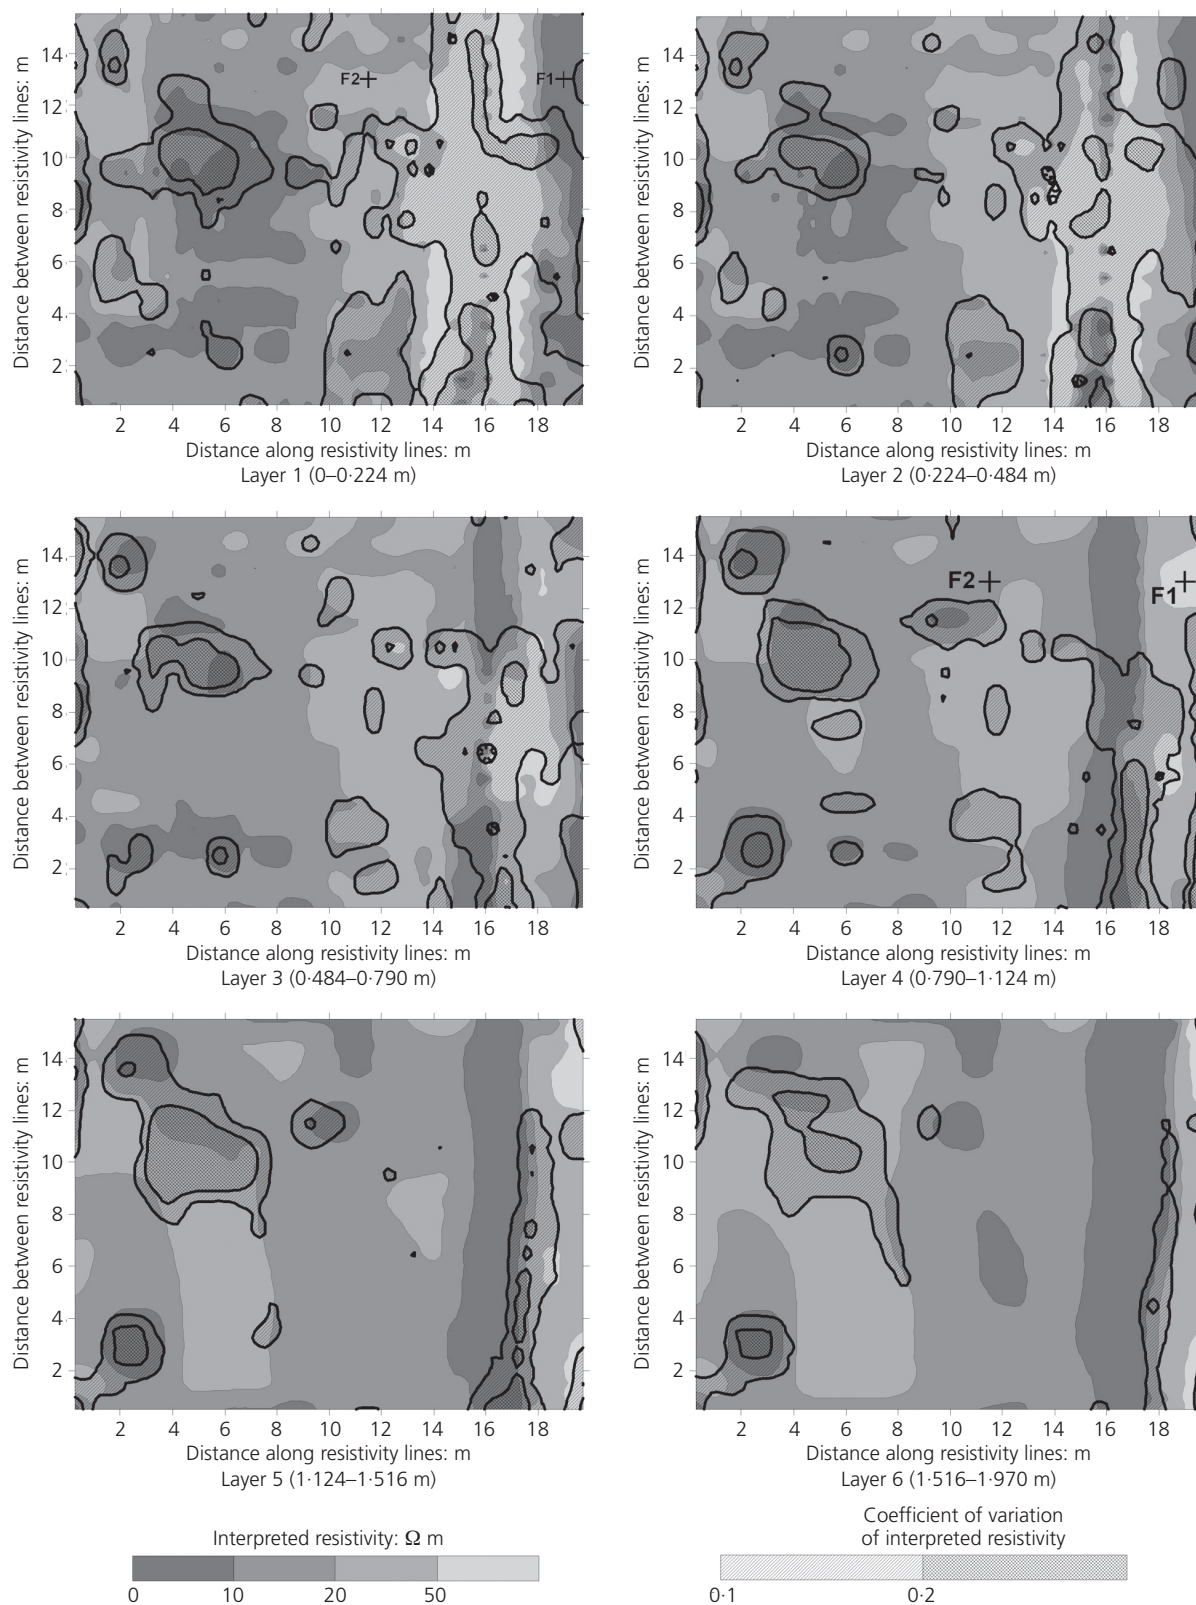 Distance between resistivity lines: m
14
12
10
8
6
4
2
F2
F1
2 4 6 8 10 12 14 16 18
Distance along resistivity lines: m
Layer 1 (0–0·224 m)
Distance between resistivity lines: m
14
12
10
8
6
4
2
2 4 6 8 10 12 14 16 18
Distance along resistivity lines: m
Layer 2 (0·224–0·484 m)
Distance between resistivity lines: m
14
12
10
8
6
4
2
2 4 6 8 10 12 14 16 18
Distance along resistivity lines: m
Layer 3 (0·484–0·790 m)
Distance between resistivity lines: m
14
12
10
8
6
4
2
F2
F1
2 4 6 8 10 12 14 16 18
Distance along resistivity lines: m
Layer 4 (0·790–1·124 m)
Distance between resistivity lines: m
14
12
10
8
6
4
2
2 4 6 8 10 12 14 16 18
Distance along resistivity lines: m
Layer 5 (1·124–1·516 m)
Distance between resistivity lines: m
14
12
10
8
6
4
2
2 4 6 8 10 12 14 16 18
Distance along resistivity lines: m
Layer 6 (1·516–1·970 m)
Interpreted resistivity: Ω m
0 10 20 50
Coefficient of variation
of interpreted resistivity
0·1 0·2